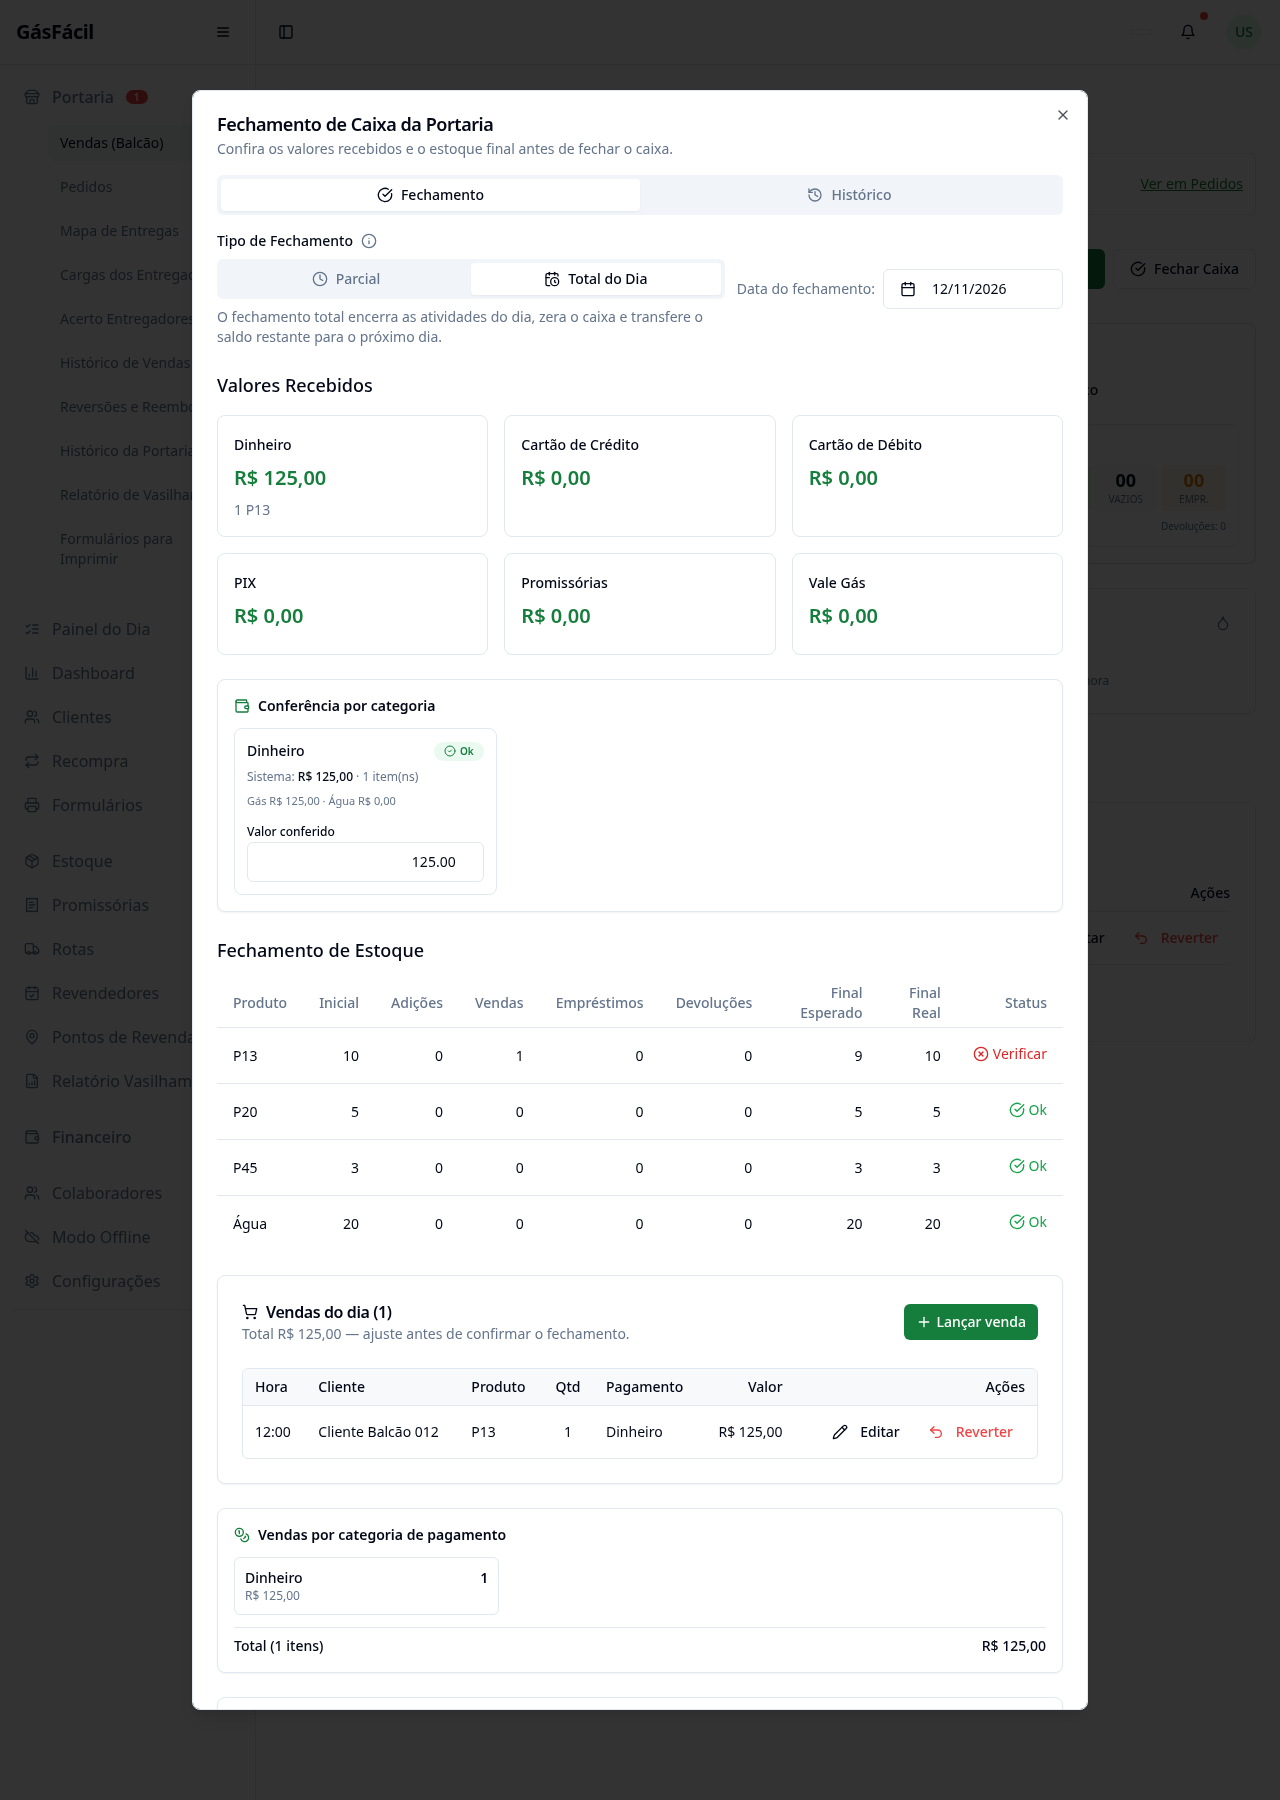 GásFácil
US
Portaria 1
Vendas (Balcão)
Pedidos
Mapa de Entregas
Cargas dos Entregad
Acerto Entregadores
Histórico de Vendas
Reversões e Reembo
Histórico da Portaria
Relatório de Vasilham
Formulários para
Imprimir
Painel do Dia
Dashboard
Clientes
Recompra
Formulários
Estoque
Promissórias
Rotas
Revendedores
Pontos de Revenda
Relatório Vasilham
Financeiro
Colaboradores
Modo Offline
Configurações
Ver em Pedidos
Fechar Caixa
00 00
VAZIOS EMPR.
Devoluções: 0
Ações
Reverter
Fechamento de Caixa da Portaria
Confira os valores recebidos e o estoque final antes de fechar o caixa.
Fechamento Histórico
Tipo de Fechamento
Parcial Total do Dia
Data do fechamento: 12/11/2026
O fechamento total encerra as atividades do dia, zera o caixa e transfere o
saldo restante para o próximo dia.
Valores Recebidos
Dinheiro Cartão de Crédito Cartão de Débito
R$ 125,00 R$ 0,00 R$ 0,00
1 P13
PIX Promissórias Vale Gás
R$ 0,00 R$ 0,00 R$ 0,00
Conferência por categoria
Dinheiro Ok
Sistema: R$ 125,00 · 1 item(ns)
Gás R$ 125,00 · Água R$ 0,00
Valor conferido
125.00
Fechamento de Estoque
Produto Inicial Adições Vendas Empréstimos Devoluções Final Esperado Final Real Status
P13 10 0 1 0 0 9 10 Verificar
P20 5 0 0 0 0 5 5 Ok
P45 3 0 0 0 0 3 3 Ok
Água 20 0 0 0 0 20 20 Ok
Vendas do dia (1)
Total R$ 125,00 — ajuste antes de confirmar o fechamento.
Lançar venda
Hora Cliente Produto Qtd Pagamento Valor Ações
12:00 Cliente Balcão 012 P13 1 Dinheiro R$ 125,00 Editar Reverter
Vendas por categoria de pagamento
Dinheiro 1
R$ 125,00
Total (1 itens) R$ 125,00